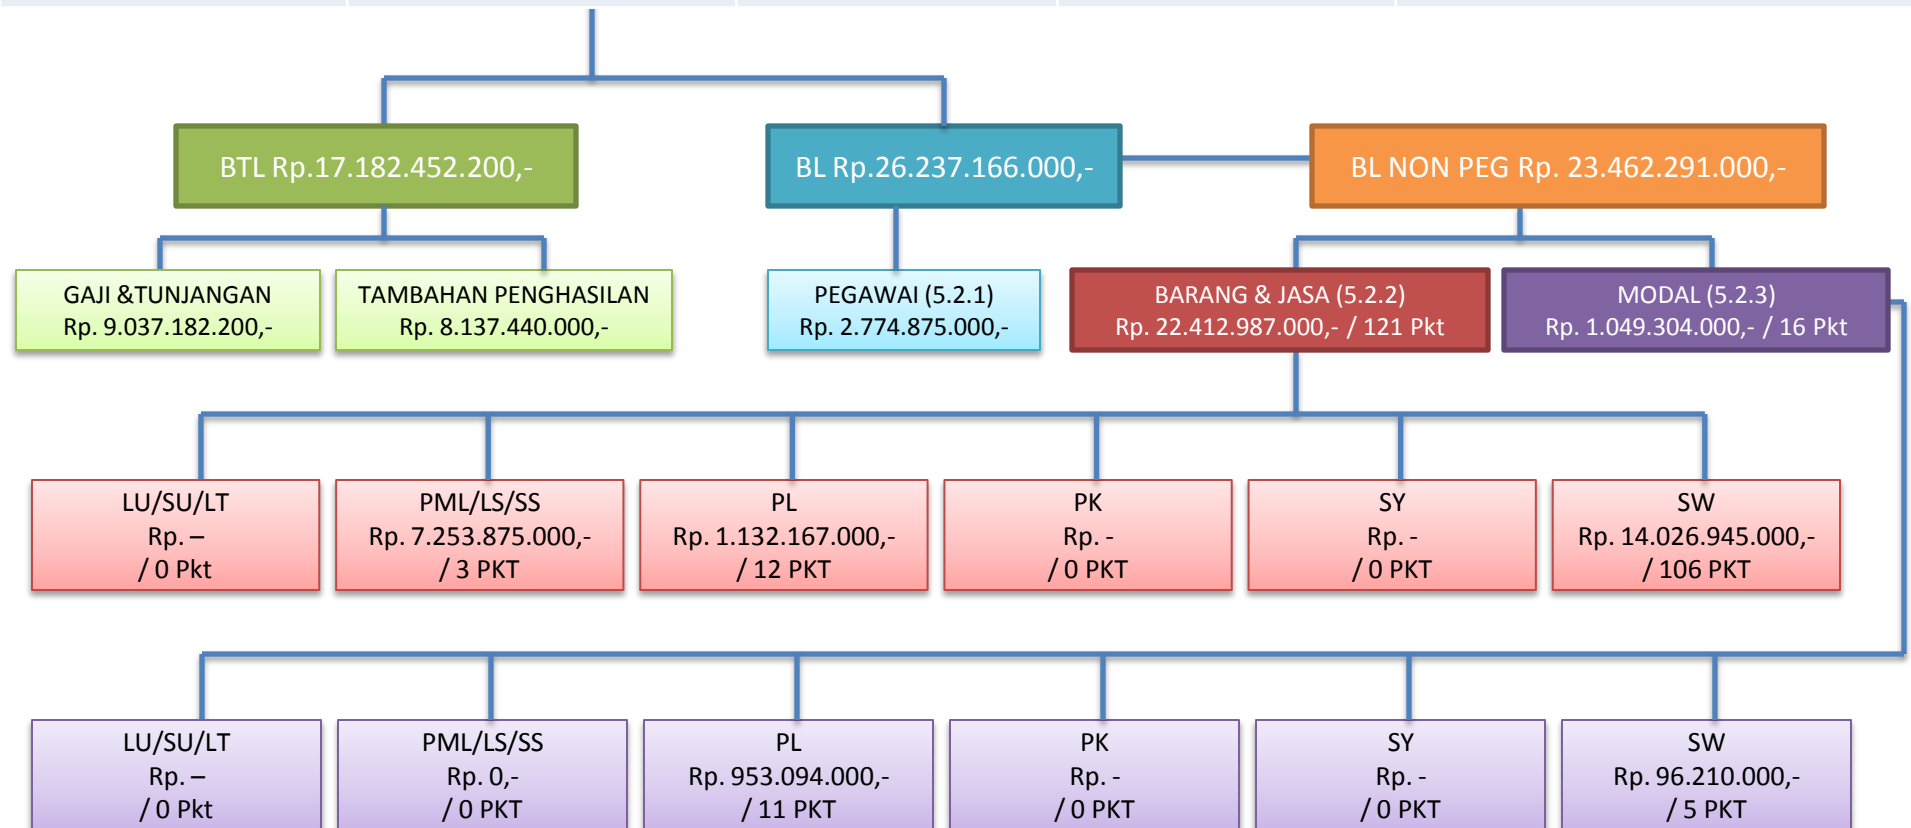 BTL Rp.17.182.452.200,-
BL Rp.26.237.166.000,-
BL NON PEG Rp. 23.462.291.000,-
GAJI &TUNJANGAN
Rp. 9.037.182.200,-
TAMBAHAN PENGHASILAN
Rp. 8.137.440.000,-
PEGAWAI (5.2.1)
Rp. 2.774.875.000,-
BARANG & JASA (5.2.2)
Rp. 22.412.987.000,- / 121 Pkt
MODAL (5.2.3)
Rp. 1.049.304.000,- / 16 Pkt
LU/SU/LT
Rp. –
/ 0 Pkt
PML/LS/SS
Rp. 7.253.875.000,-
/ 3 PKT
PL
Rp. 1.132.167.000,-
/ 12 PKT
PK
Rp. -
/ 0 PKT
SY
Rp. -
/ 0 PKT
SW
Rp. 14.026.945.000,-
/ 106 PKT
LU/SU/LT
Rp. –
/ 0 Pkt
PML/LS/SS
Rp. 0,-
/ 0 PKT
PL
Rp. 953.094.000,-
/ 11 PKT
PK
Rp. -
/ 0 PKT
SY
Rp. -
/ 0 PKT
SW
Rp. 96.210.000,-
/ 5 PKT